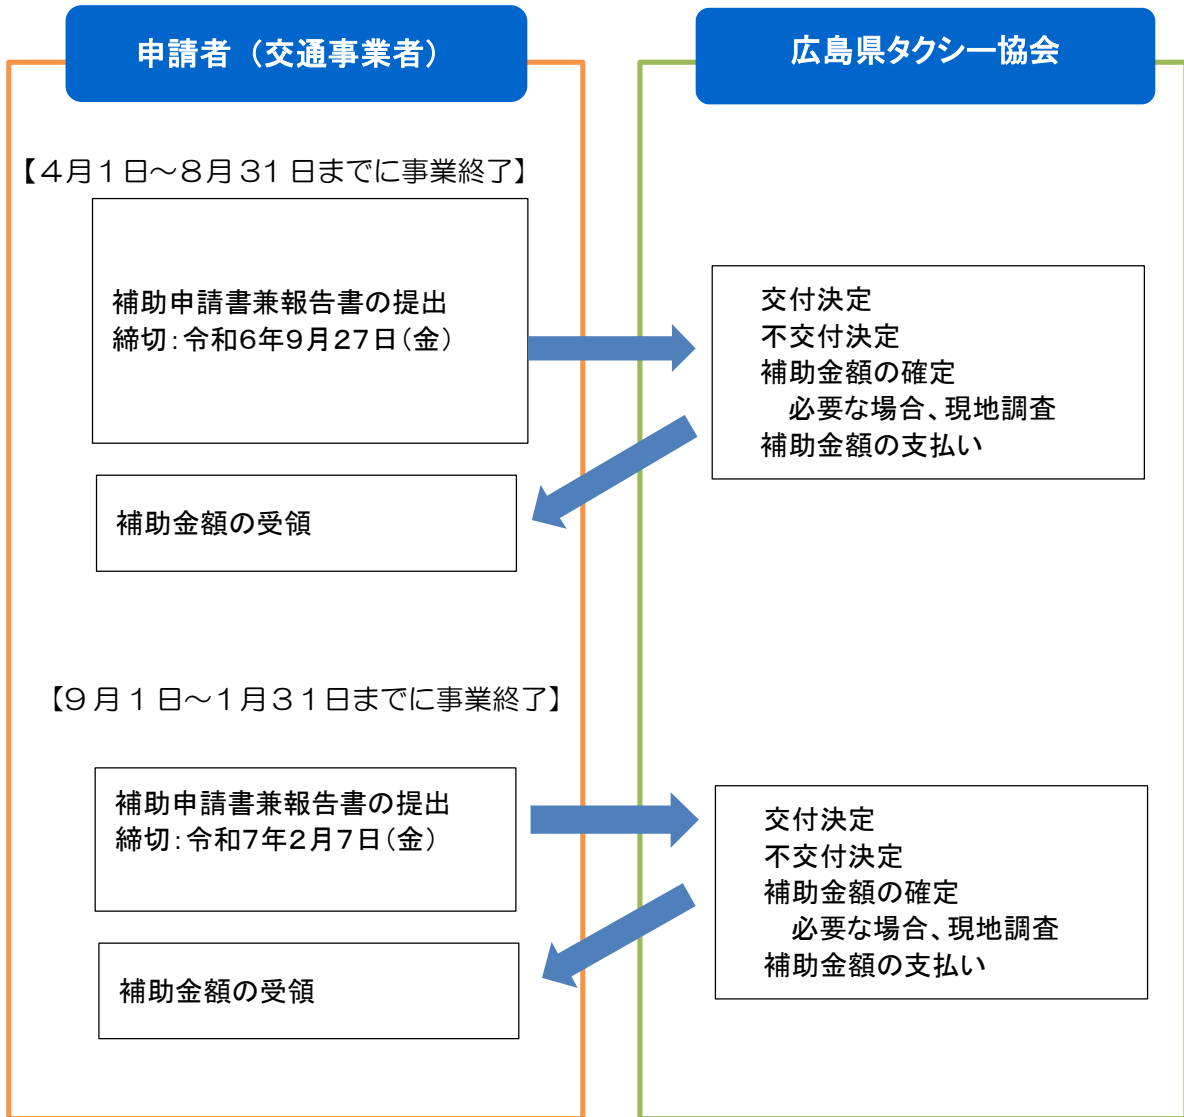 申請者（交通事業者）
広島県タクシー協会
【４月１日～８月31日までに事業終了】
補助申請書兼報告書の提出
締切：令和６年９月２７日（金）
交付決定
不交付決定
補助金額の確定
必要な場合、現地調査
補助金額の支払い
補助金額の受領
【９月１日～１月３１日までに事業終了】
補助申請書兼報告書の提出
締切：令和７年２月７日（金）
交付決定
不交付決定
補助金額の確定
必要な場合、現地調査
補助金額の支払い
補助金額の受領